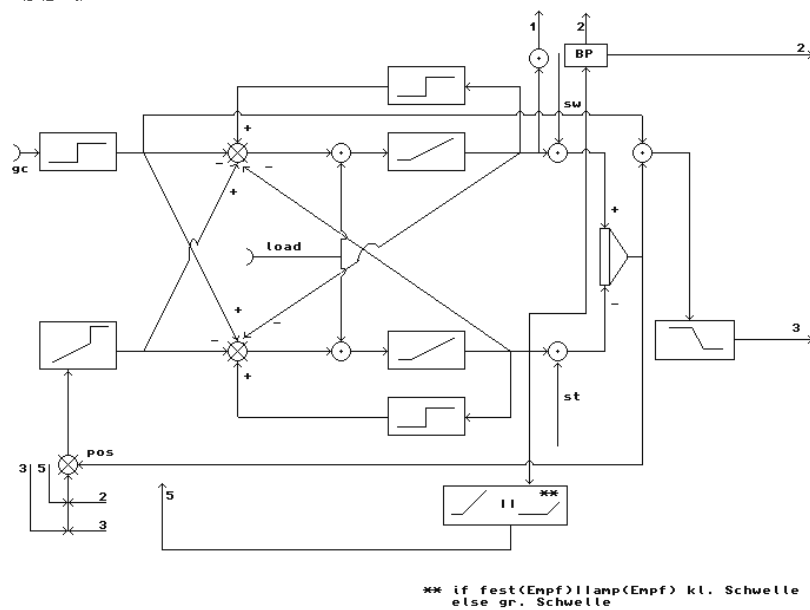 1
2
BP
2
sw
+
gc
-
-
+
load
+
+
-
-
-
3
+
st
pos
3
5
2
5
**
3
** if fest(Empf)||amp(Empf) kl. Schwelle
else gr. Schwelle